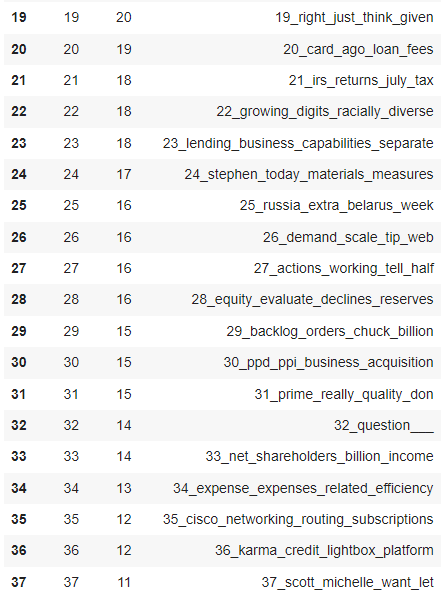 19 19 20 19_right_just_think_given
20 20 19 20_card_ago_loan_fees
21 21 18 21_irs_returns_july_tax
22 22 18 22_growing_digits_racially_diverse
23 23 18 23_lending_business_capabilities_separate
24 24 17 24_stephen_today_materials_measures
25 25 16 25_russia_extra_belarus_week
26 26 16 26_demand_scale_tip_web
27 27 16 27_actions_working_tell_half
28 28 16 28_equity_evaluate_declines_reserves
29 29 15 29_backlog_orders_chuck_billion
30 30 15 30_ppd_ppi_business_acquisition
31 31 15 31_prime_really_quality_don
32 32 14 32_question___
33 33 14 33_net_shareholders_billion_income
34 34 13 34_expense_expenses_related_efficiency
35 35 12 35_cisco_networking_routing_subscriptions
36 36 12 36_karma_credit_lightbox_platform
37 37 11 37_scott_michelle_want_let